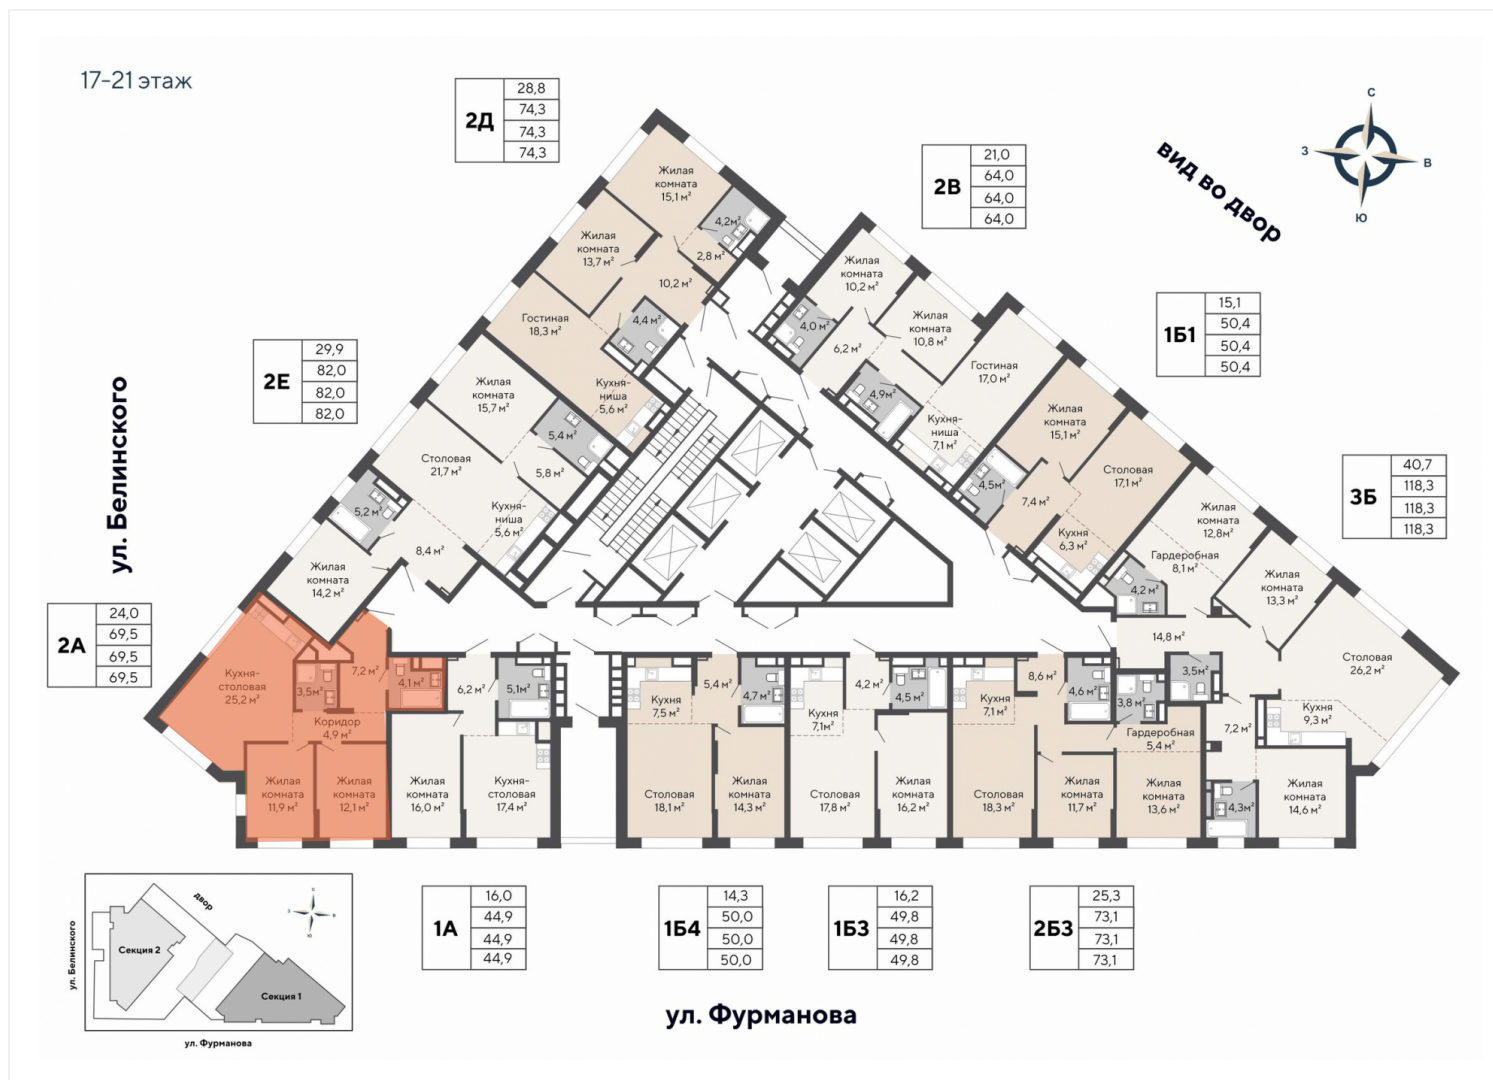 17-21 этаж
2Д
28,8
74,3
74,3
74,3
2В
21,0
64,0
64,0
64,0
С
З
В
Ю
вид во двор
1Б1
15,1
50,4
50,4
50,4
2Е
29,9
82,0
82,0
82,0
3Б
40,7
118,3
118,3
118,3
ул. Белинского
2А
24,0
69,5
69,5
69,5
Жилая
комната
15,1 м²
4,2м²
2,8 м²
Жилая
комната
13,7 м²
10,2 м²
Гостиная
18,3 м²
4,4 м²
Кухня-
ниша
5,6 м²
Жилая
комната
15,7 м²
5,4 м²
Столовая
21,7 м²
5,8 м²
5,2 м²
Кухня-
ниша
5,6 м²
8,4 м²
Жилая
комната
14,2 м²
Жилая
комната
10,2 м²
4,0 м²
6,2 м²
Жилая
комната
10,8 м²
4,9м²
Гостиная
17,0 м²
Кухня-
ниша
7,1 м²
Жилая
комната
15,1 м²
4,5м²
7,4 м²
Столовая
17,1 м²
Кухня
6,3 м²
Жилая
комната
12,8м²
Гардеробная
8,1 м²
4,2 м²
Жилая
комната
13,3 м²
14,8 м²
3,5м²
Столовая
26,2 м²
Кухня
9,3 м²
7,2 м²
4,3м²
Жилая
комната
14,6 м²
Кухня-
столовая
25,2 м²
3,5м²
7,2 м²
4,1 м²
Коридор
4,9 м²
Жилая
комната
11,9 м²
Жилая
комната
12,1 м²
6,2 м²
5,1м²
Жилая
комната
16,0 м²
Кухня-
столовая
17,4 м²
Кухня
7,5 м²
5,4 м²
4,7 м²
Столовая
18,1 м²
Жилая
комната
14,3 м²
Кухня
7,1м²
4,2 м²
4,5 м²
Столовая
17,8 м²
Жилая
комната
16,2 м²
Кухня
7,1 м²
8,6 м²
4,6 м²
Столовая
18,3 м²
Жилая
комната
11,7 м²
3,8 м²
Гардеробная
5,4 м²
Жилая
комната
13,6 м²
1А
16,0
44,9
44,9
44,9
1Б4
14,3
50,0
50,0
50,0
1Б3
16,2
49,8
49,8
49,8
2Б3
25,3
73,1
73,1
73,1
ул. Фурманова
двор
С
З
В
Ю
Секция 2
Секция 1
ул. Белинского
ул. Фурманова